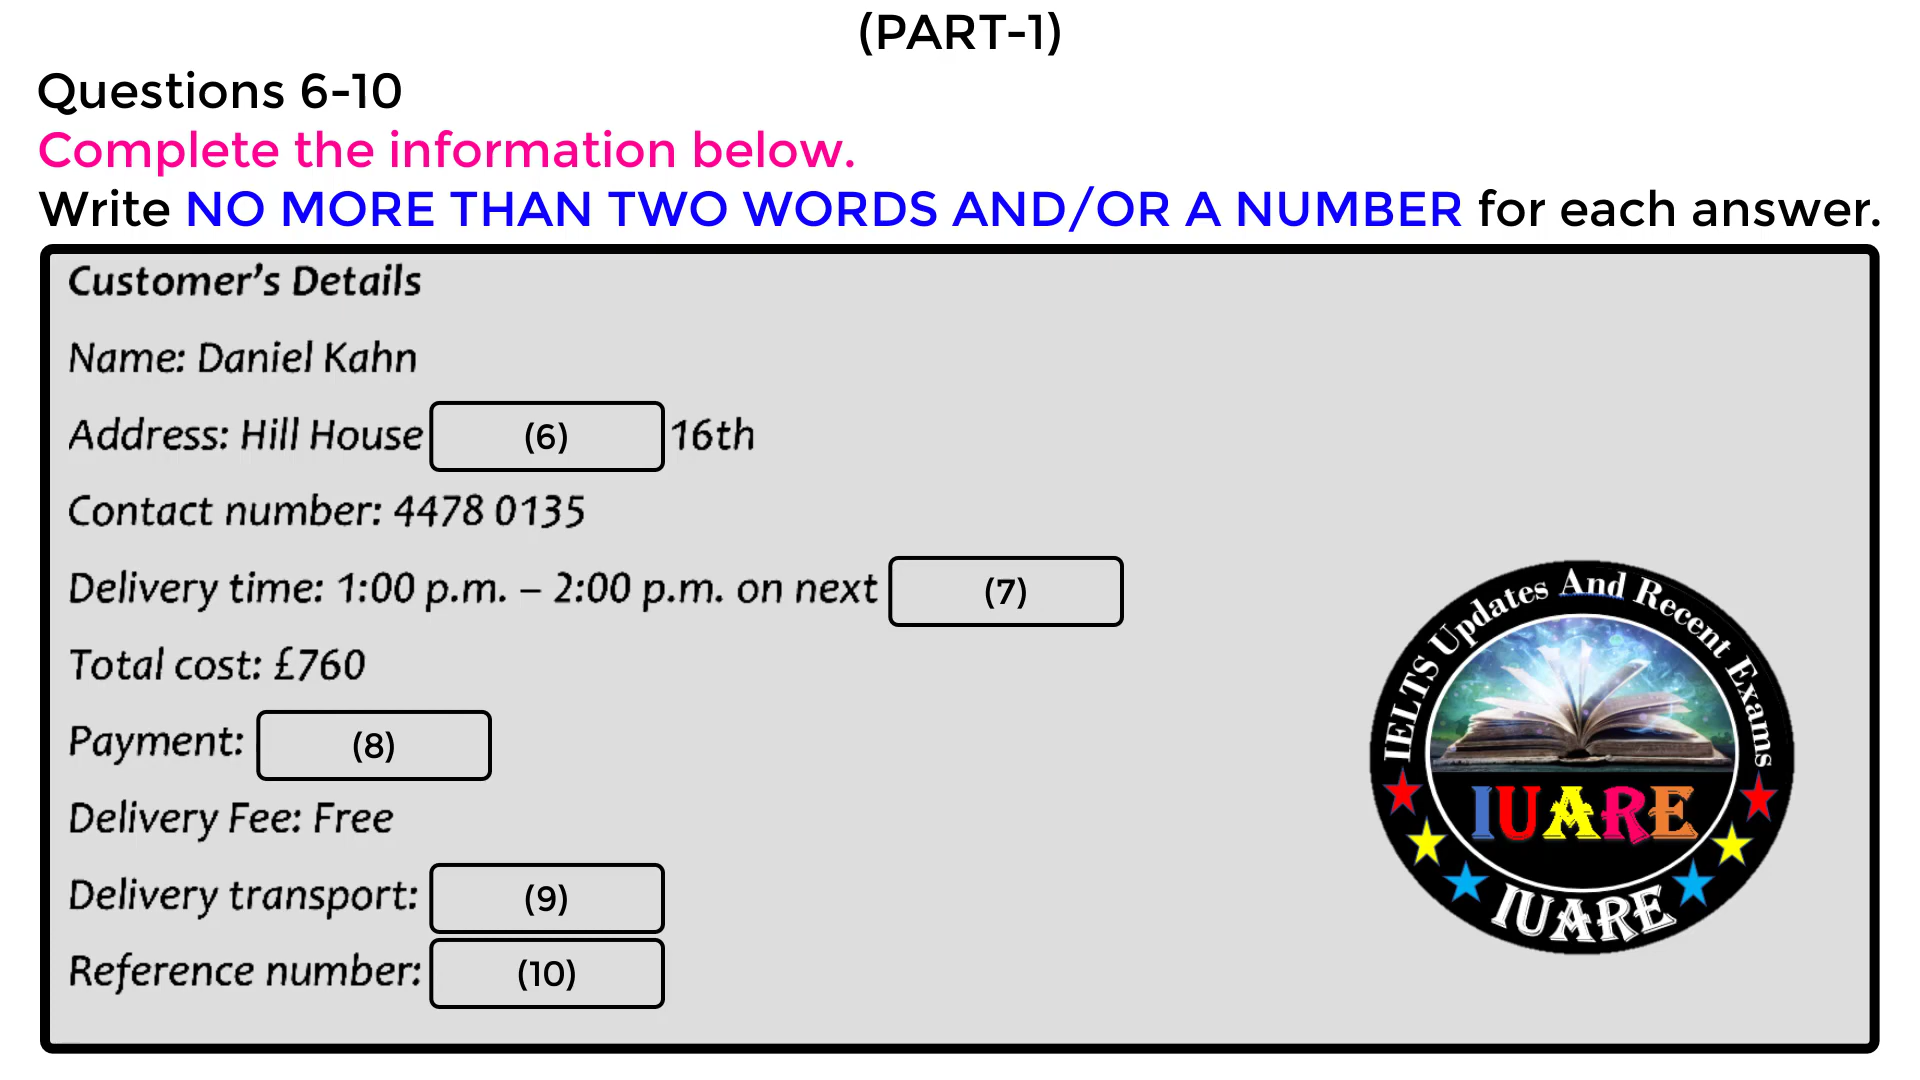 (PART-1)
Questions 6-10
Complete the information below.
Write NO MORE THAN TWO WORDS AND/OR A NUMBER for each answer.
Customer's Details
Name: Daniel Kahn
Address: Hill House (6) 16th
Contact number: 4478 0135
Delivery time: 1:00 p.m. – 2:00 p.m. on next (7)
Total cost: £760
Payment: (8)
Delivery Fee: Free
Delivery transport: (9)
Reference number: (10)
IELTS Updates And Recent Exams
IUARE
IUARE